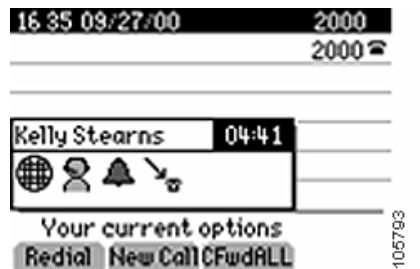 16 35 09/27/00 2000
2000
Kelly Stearns 04:41
Your current options
Redial New Call CFwdALL
105793